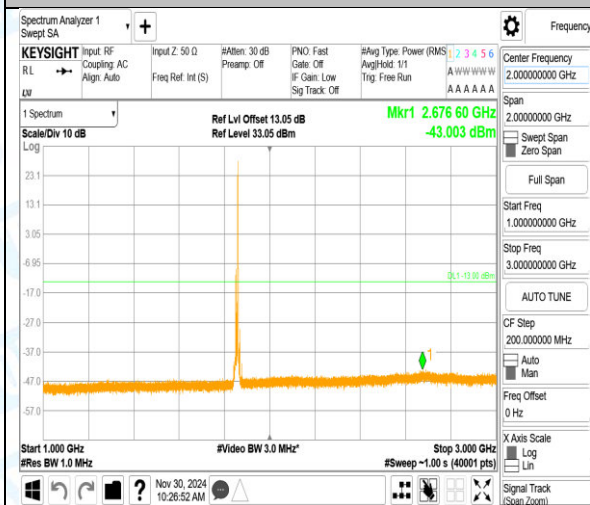 Spectrum Analyzer 1
Swept SA
Frequency
KEYSIGHT
RL
LXI
Input: RF
Coupling: AC
Align: Auto
Input Z: 50 Ω
Freq Ref: Int (S)
#Atten: 30 dB
Preamp: Off
PNO: Fast
Gate: Off
IF Gain: Low
Sig Track: Off
#Avg Type: Power (RMS
Avg|Hold: 1/1
Trig: Free Run
1 2 3 4 5 6
A W W W W W
A A A A A A
1 Spectrum
Scale/Div 10 dB
Log
Ref Lvl Offset 13.05 dB
Ref Level 33.05 dBm
Mkr1 2.676 60 GHz
-43.003 dBm
23.1
13.1
3.05
-6.95
-17.0
-27.0
-37.0
-47.0
-57.0
DL1 -13.00 dBm
1
Start 1.000 GHz
#Res BW 1.0 MHz
#Video BW 3.0 MHz*
Stop 3.000 GHz
#Sweep ~1.00 s (40001 pts)
Nov 30, 2024
10:26:52 AM
Center Frequency
2.000000000 GHz
Span
2.00000000 GHz
Swept Span
Zero Span
Full Span
Start Freq
1.000000000 GHz
Stop Freq
3.000000000 GHz
AUTO TUNE
CF Step
200.000000 MHz
Auto
Man
Freq Offset
0 Hz
X Axis Scale
Log
Lin
Signal Track
(Span Zoom)